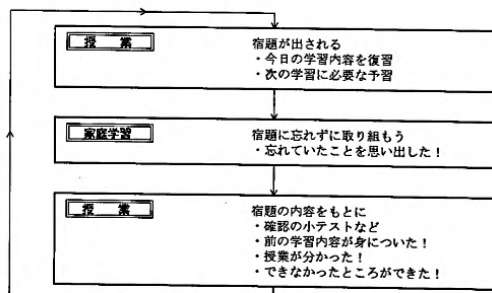 授　業
宿題が出される
・今日の学習内容を復習
・次の学習に必要な予習
家庭学習
宿題に忘れずに取り組もう
・忘れていたことを思い出した！
授　業
宿題の内容をもとに
・確認の小テストなど
・前の学習内容が身についた！
・授業が分かった！
・できなかったところができた！